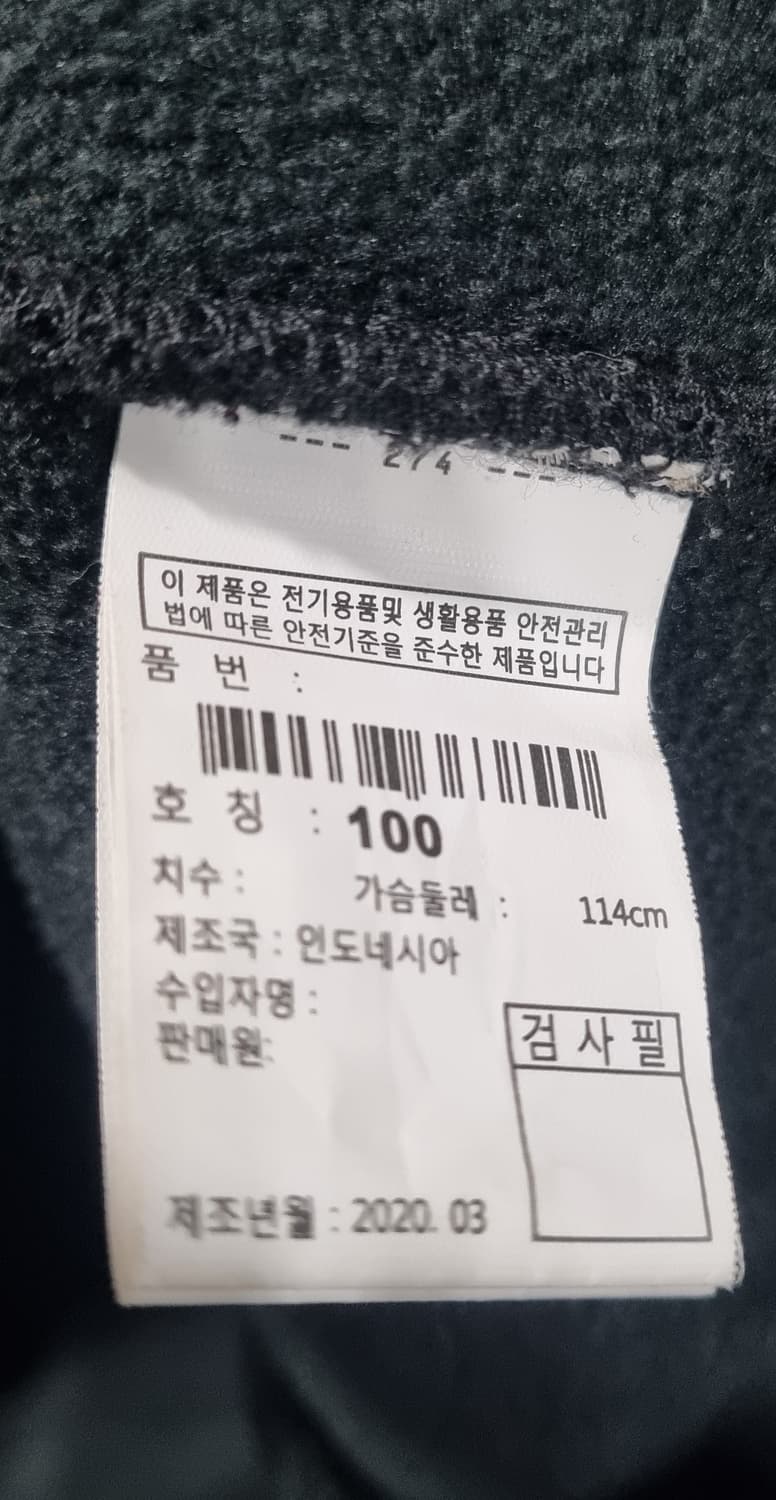 --- 2/4 ---
이 제품은 전기용품및 생활용품 안전관리
법에 따른 안전기준을 준수한 제품입니다
품 번 :
호 칭 : 100
치수 : 가슴둘레 : 114cm
제조국 : 인도네시아
수입자명 :
판매원:
검 사 필
제조년월 : 2020. 03